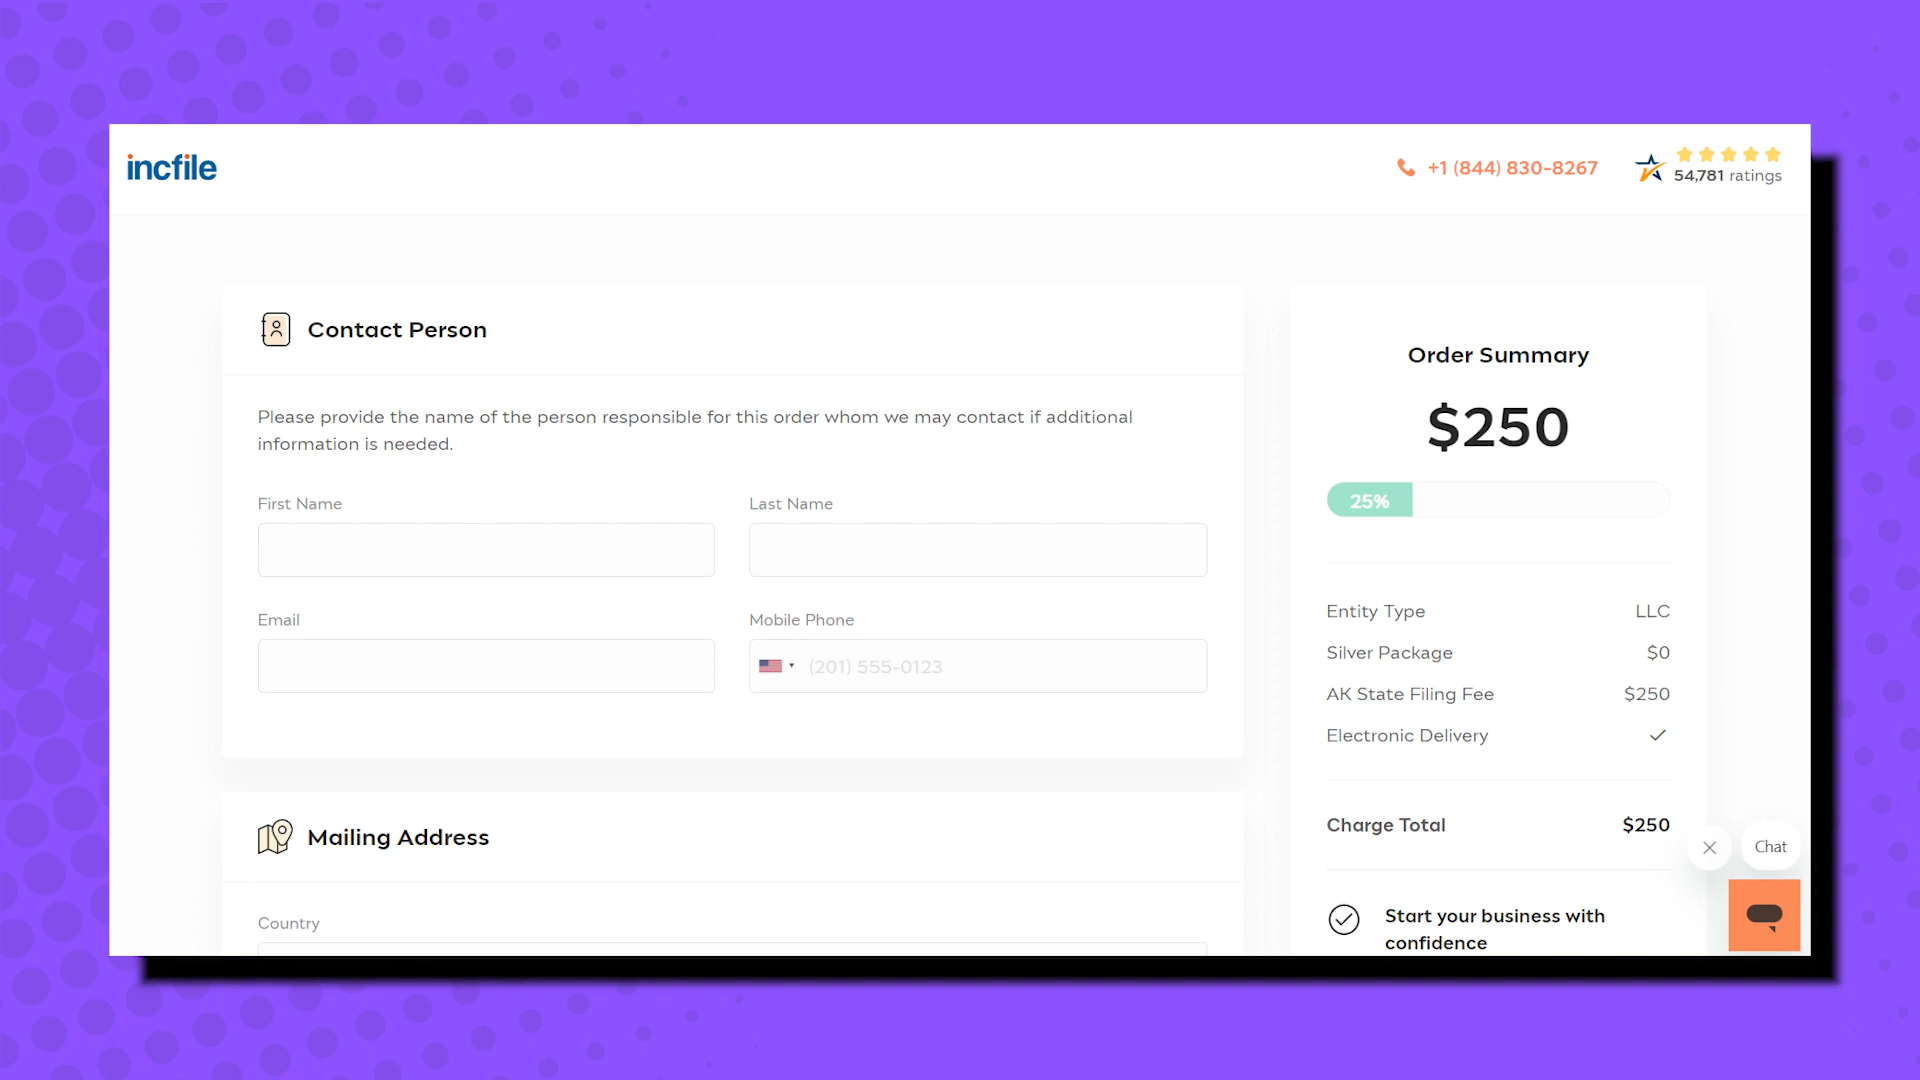 incfile
+1 (844) 830-8267
54,781 ratings
Contact Person
Please provide the name of the person responsible for this order whom we may contact if additional
information is needed.
First Name
Last Name
Email
Mobile Phone
(201) 555-0123
Mailing Address
Country
Order Summary
$250
25%
Entity Type LLC
Silver Package $0
AK State Filing Fee $250
Electronic Delivery
Charge Total $250
Start your business with
confidence
Chat